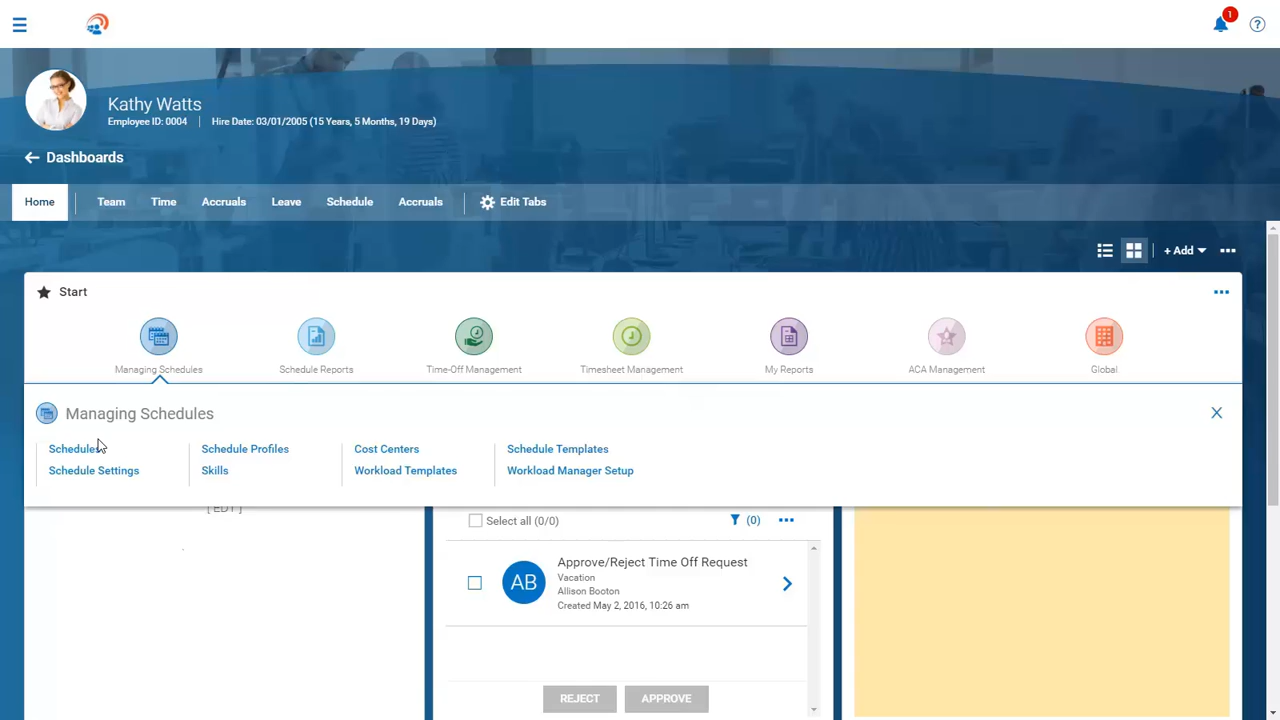 1
?
Kathy Watts
Employee ID: 0004 | Hire Date: 03/01/2005 (15 Years, 5 Months, 19 Days)
Dashboards
Home Team Time Accruals Leave Schedule Accruals Edit Tabs
+ Add
Start
Managing Schedules Schedule Reports Time-Off Management Timesheet Management My Reports ACA Management Global
Managing Schedules X
Schedules Schedule Profiles Cost Centers Schedule Templates
Schedule Settings Skills Workload Templates Workload Manager Setup
[ EDT ]
Select all (0/0) (0)
Approve/Reject Time Off Request
Vacation
AB
Allison Booton
Created May 2, 2016, 10:26 am
REJECT APPROVE